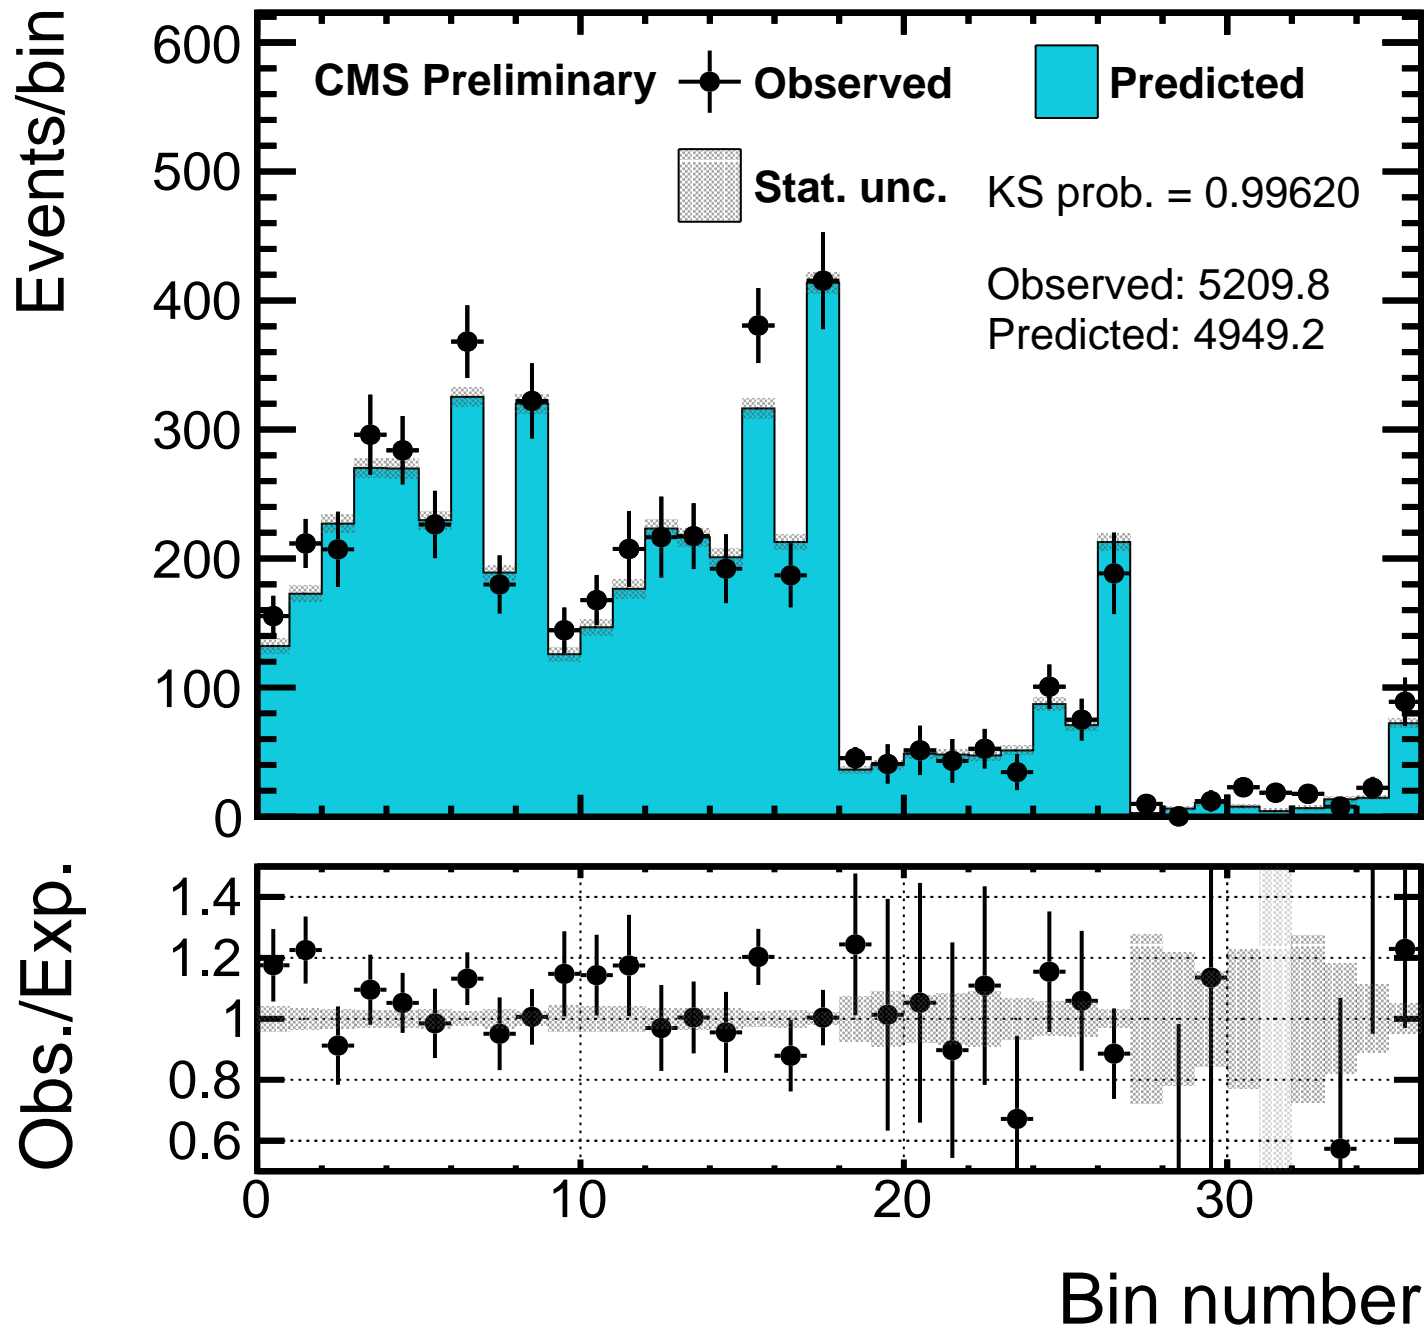 Events/bin
600
500
400
300
200
100
0
CMS Preliminary
Observed
Predicted
Stat. unc.
KS prob. = 0.99620
Observed: 5209.8
Predicted: 4949.2
Obs./Exp.
1.4
1.2
1
0.8
0.6
0 10 20 30
Bin number